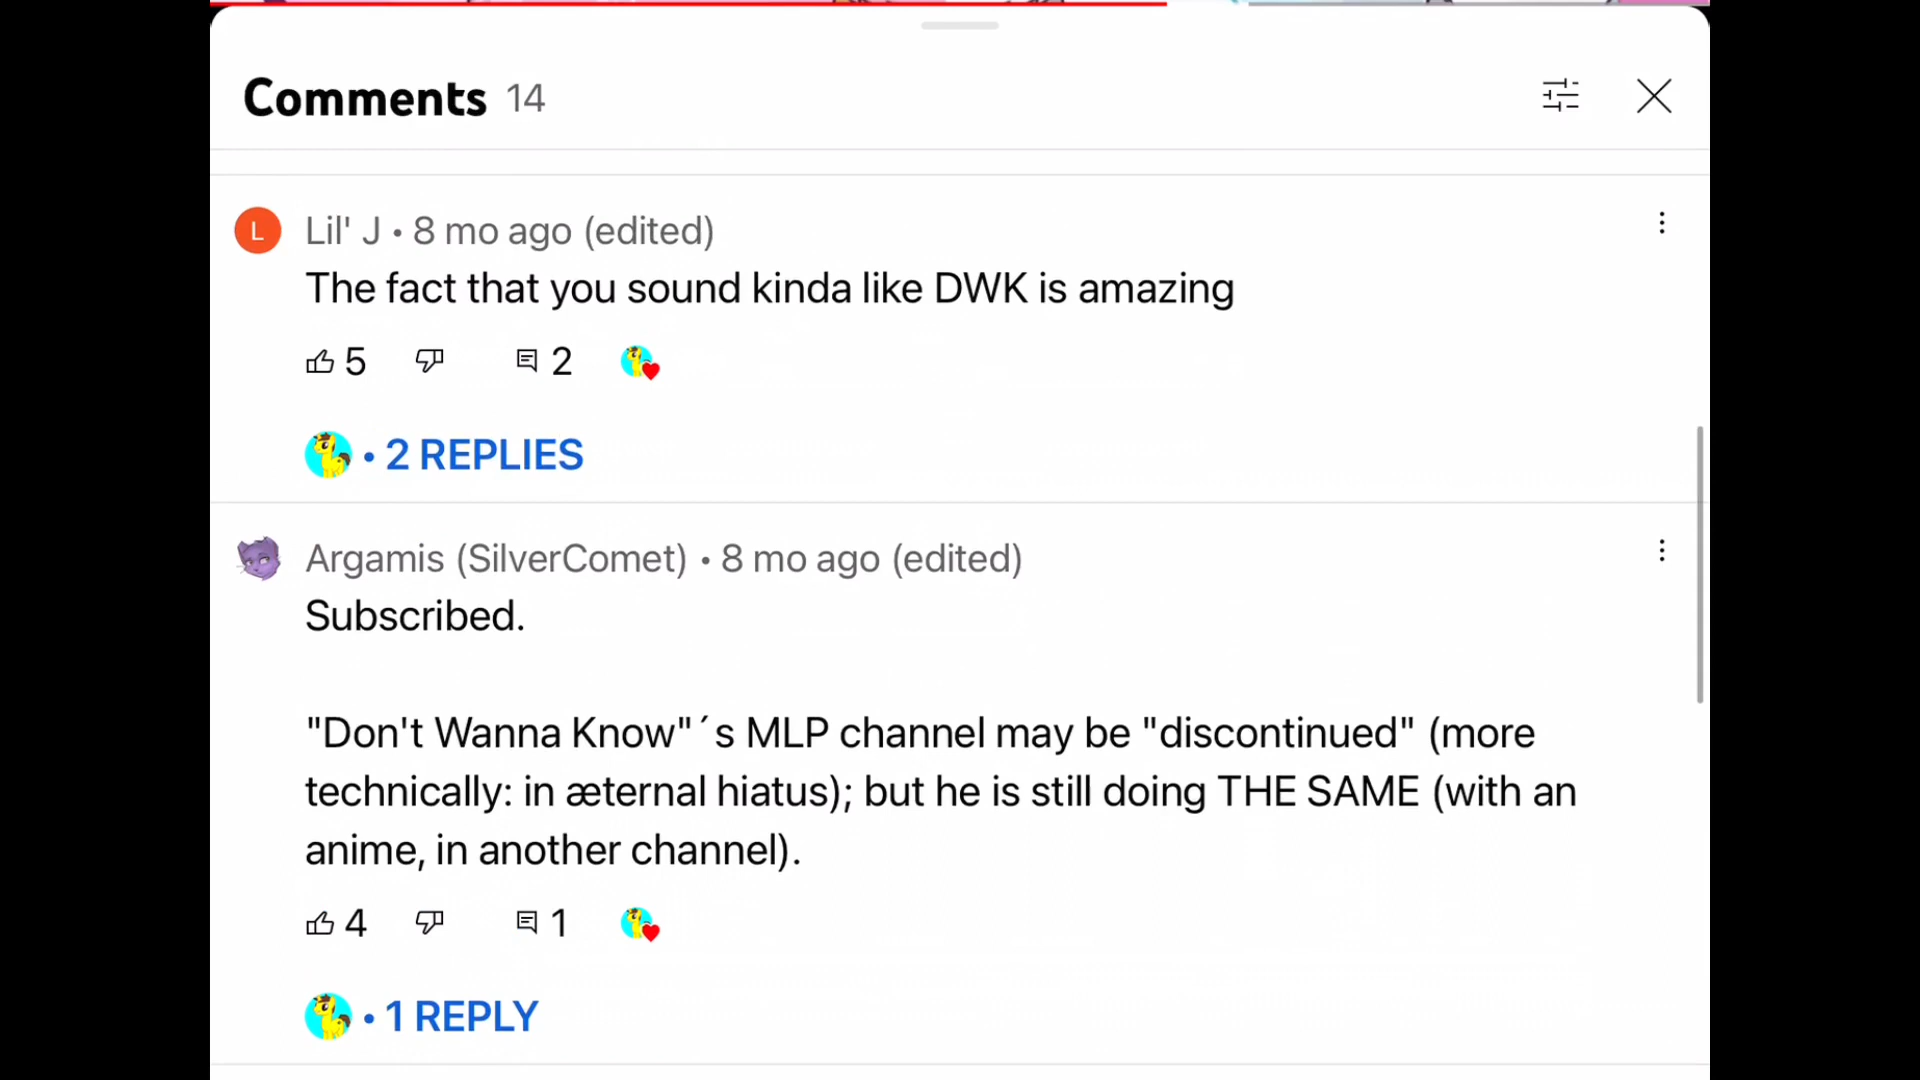 Comments 14
L
Lil' J • 8 mo ago (edited)
The fact that you sound kinda like DWK is amazing
5 2
• 2 REPLIES
Argamis (SilverComet) • 8 mo ago (edited)
Subscribed.
"Don't Wanna Know"´s MLP channel may be "discontinued" (more
technically: in æternal hiatus); but he is still doing THE SAME (with an
anime, in another channel).
4 1
• 1 REPLY